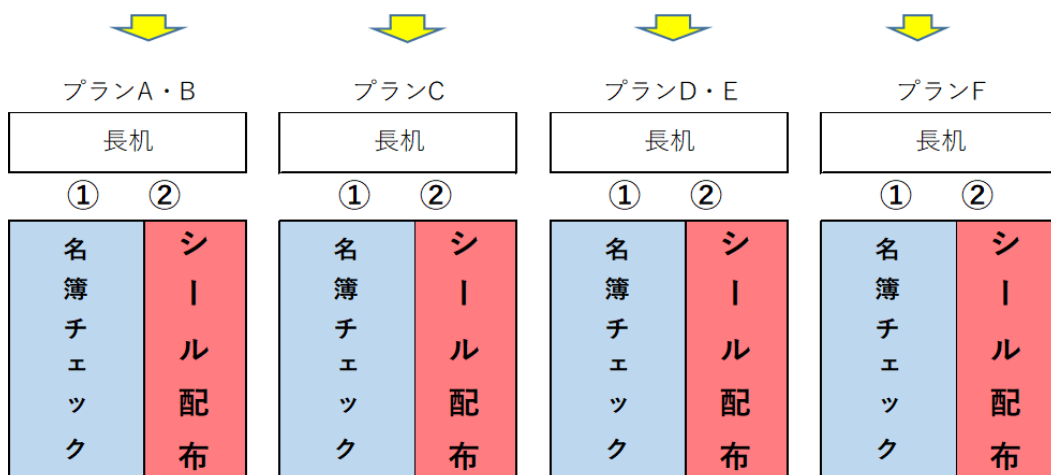 プランA・B
プランC
プランD・E
プランF
長机
長机
長机
長机
① ②
① ②
① ②
① ②
名簿チェック
シール配布
名簿チェック
シール配布
名簿チェック
シール配布
名簿チェック
シール配布